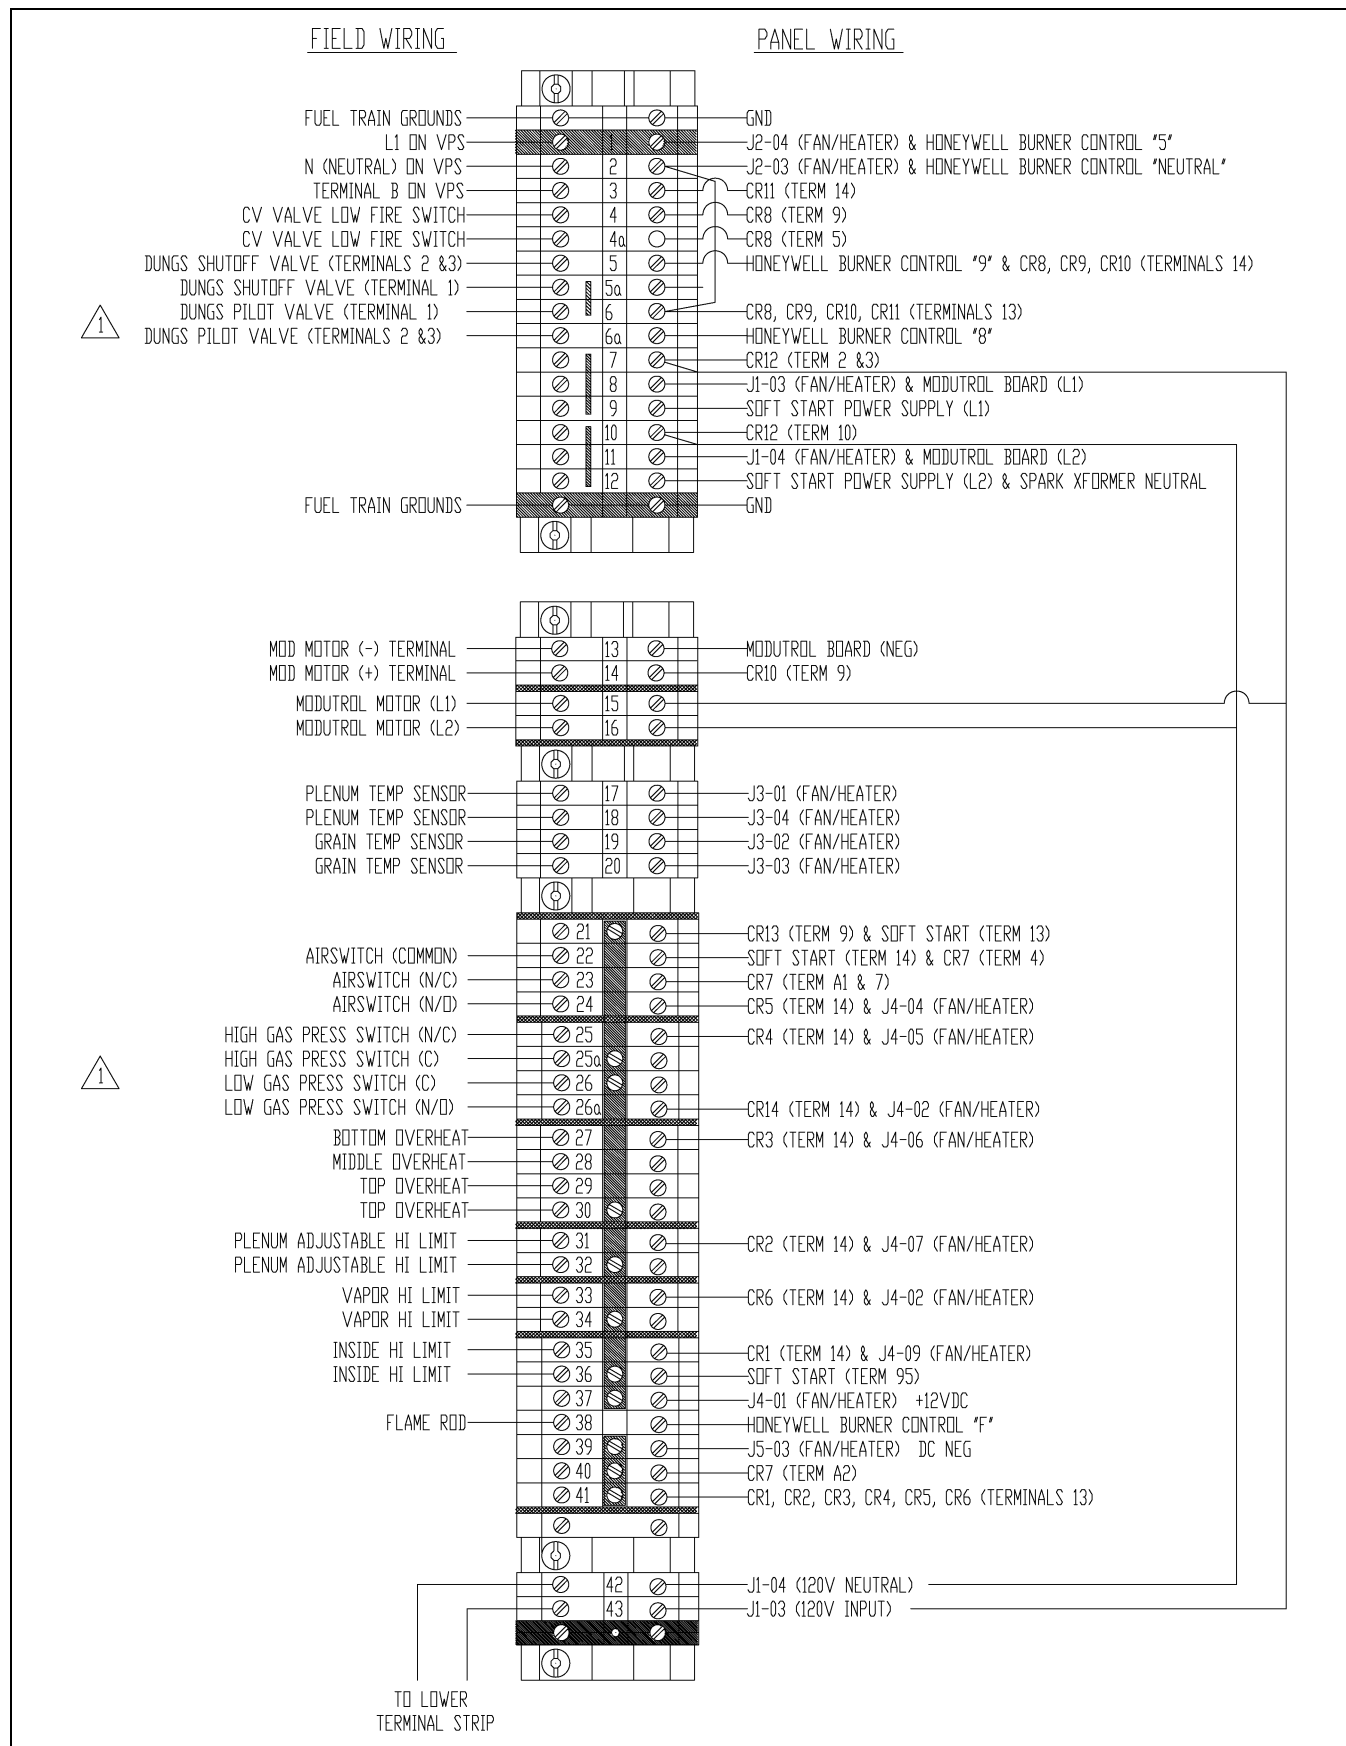 FIELD WIRING PANEL WIRING
FUEL TRAIN GROUNDS GND
L1 ON VPS 1 J2-04 (FAN/HEATER) & HONEYWELL BURNER CONTROL "5"
N (NEUTRAL) ON VPS 2 J2-03 (FAN/HEATER) & HONEYWELL BURNER CONTROL "NEUTRAL"
TERMINAL B ON VPS 3 CR11 (TERM 14)
CV VALVE LOW FIRE SWITCH 4 CR8 (TERM 9)
CV VALVE LOW FIRE SWITCH 4a CR8 (TERM 5)
DUNGS SHUTOFF VALVE (TERMINALS 2 &3) 5 HONEYWELL BURNER CONTROL "9" & CR8, CR9, CR10 (TERMINALS 14)
DUNGS SHUTOFF VALVE (TERMINAL 1) 5a
1 DUNGS PILOT VALVE (TERMINAL 1) 6 CR8, CR9, CR10, CR11 (TERMINALS 13)
DUNGS PILOT VALVE (TERMINALS 2 &3) 6a HONEYWELL BURNER CONTROL "8"
7 CR12 (TERM 2 &3)
8 J1-03 (FAN/HEATER) & MODUTROL BOARD (L1)
9 SOFT START POWER SUPPLY (L1)
10 CR12 (TERM 10)
11 J1-04 (FAN/HEATER) & MODUTROL BOARD (L2)
12 SOFT START POWER SUPPLY (L2) & SPARK XFORMER NEUTRAL
FUEL TRAIN GROUNDS GND
MOD MOTOR (-) TERMINAL 13 MODUTROL BOARD (NEG)
MOD MOTOR (+) TERMINAL 14 CR10 (TERM 9)
MODUTROL MOTOR (L1) 15
MODUTROL MOTOR (L2) 16
PLENUM TEMP SENSOR 17 J3-01 (FAN/HEATER)
PLENUM TEMP SENSOR 18 J3-04 (FAN/HEATER)
GRAIN TEMP SENSOR 19 J3-02 (FAN/HEATER)
GRAIN TEMP SENSOR 20 J3-03 (FAN/HEATER)
21 CR13 (TERM 9) & SOFT START (TERM 13)
AIRSWITCH (COMMON) 22 SOFT START (TERM 14) & CR7 (TERM 4)
AIRSWITCH (N/C) 23 CR7 (TERM A1 & 7)
AIRSWITCH (N/O) 24 CR5 (TERM 14) & J4-04 (FAN/HEATER)
HIGH GAS PRESS SWITCH (N/C) 25 CR4 (TERM 14) & J4-05 (FAN/HEATER)
HIGH GAS PRESS SWITCH (C) 25a
1 LOW GAS PRESS SWITCH (C) 26
LOW GAS PRESS SWITCH (N/O) 26a CR14 (TERM 14) & J4-02 (FAN/HEATER)
BOTTOM OVERHEAT 27 CR3 (TERM 14) & J4-06 (FAN/HEATER)
MIDDLE OVERHEAT 28
TOP OVERHEAT 29
TOP OVERHEAT 30
PLENUM ADJUSTABLE HI LIMIT 31 CR2 (TERM 14) & J4-07 (FAN/HEATER)
PLENUM ADJUSTABLE HI LIMIT 32
VAPOR HI LIMIT 33 CR6 (TERM 14) & J4-02 (FAN/HEATER)
VAPOR HI LIMIT 34
INSIDE HI LIMIT 35 CR1 (TERM 14) & J4-09 (FAN/HEATER)
INSIDE HI LIMIT 36 SOFT START (TERM 95)
37 J4-01 (FAN/HEATER) +12VDC
FLAME ROD 38 HONEYWELL BURNER CONTROL "F"
39 J5-03 (FAN/HEATER) DC NEG
40 CR7 (TERM A2)
41 CR1, CR2, CR3, CR4, CR5, CR6 (TERMINALS 13)
42 J1-04 (120V NEUTRAL)
43 J1-03 (120V INPUT)
TO LOWER
TERMINAL STRIP